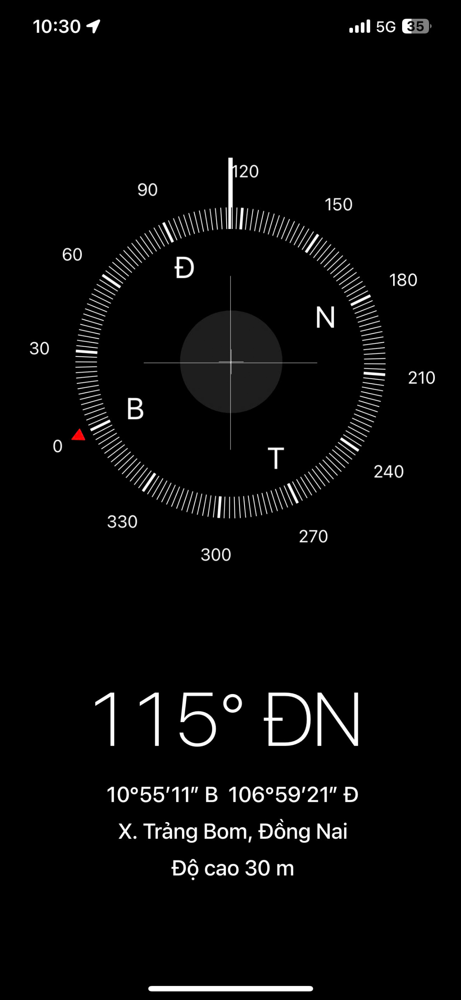 10:30 5G 35
120
90
150
60
Đ
180
N
30
210
B
0
T
240
330
270
300
115° ĐN
10°55′11″ B 106°59′21″ Đ
X. Trảng Bom, Đồng Nai
Độ cao 30 m